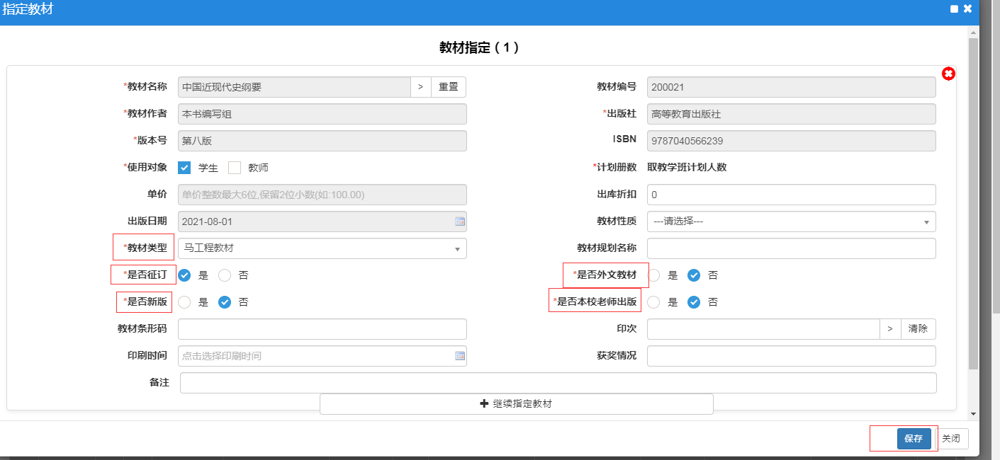 指定教材
教材指定（1）
*教材名称 中国近现代史纲要 > 重置 教材编号 200021
*教材作者 本书编写组 *出版社 高等教育出版社
*版本号 第八版 ISBN 9787040566239
*使用对象 学生 教师 *计划册数 取教学班计划人数
单价 单价整数最大6位,保留2位小数(如:100.00) 出库折扣 0
出版日期 2021-08-01 教材性质 ---请选择---
*教材类型 马工程教材 教材规划名称
*是否征订 是 否 *是否外文教材 是 否
*是否新版 是 否 *是否本校老师出版 是 否
教材条形码 印次 > 清除
印刷时间 点击选择印刷时间 获奖情况
备注
继续指定教材
保存 关闭